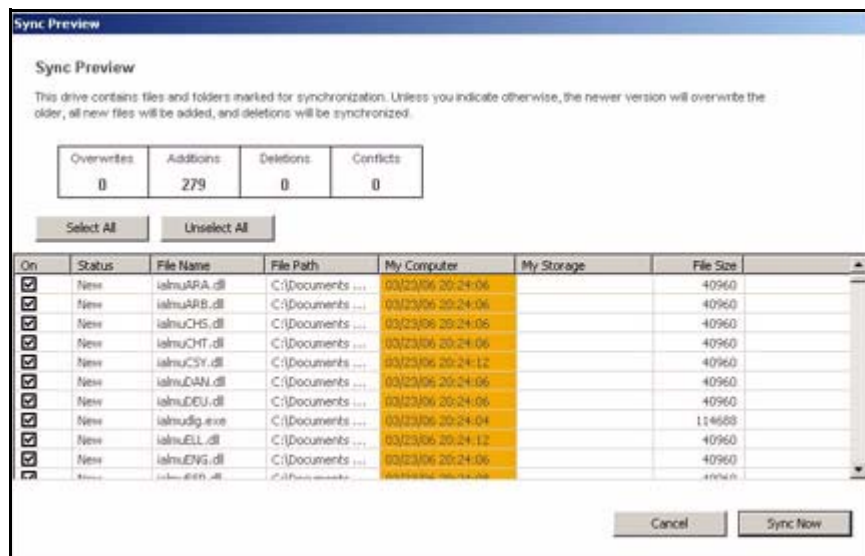 Sync Preview
Sync Preview
This drive contains files and folders marked for synchronization. Unless you indicate otherwise, the newer version will overwrite the
older, all new files will be added, and deletions will be synchronized.
Overwrites Additions Deletions Conflicts
0 279 0 0
Select All Unselect All
On Status File Name File Path My Computer My Storage File Size
New ialmuARA.dll C:\Documents ... 03/23/06 20:24:06 40960
New ialmuARB.dll C:\Documents ... 03/23/06 20:24:06 40960
New ialmuCHS.dll C:\Documents ... 03/23/06 20:24:06 40960
New ialmuCHT.dll C:\Documents ... 03/23/06 20:24:06 40960
New ialmuCSY.dll C:\Documents ... 03/23/06 20:24:12 40960
New ialmuDAN.dll C:\Documents ... 03/23/06 20:24:06 40960
New ialmuDEU.dll C:\Documents ... 03/23/06 20:24:06 40960
New ialmudlg.exe C:\Documents ... 03/23/06 20:24:04 114688
New ialmuELL.dll C:\Documents ... 03/23/06 20:24:12 40960
New ialmuENG.dll C:\Documents ... 03/23/06 20:24:06 40960
Cancel Sync Now